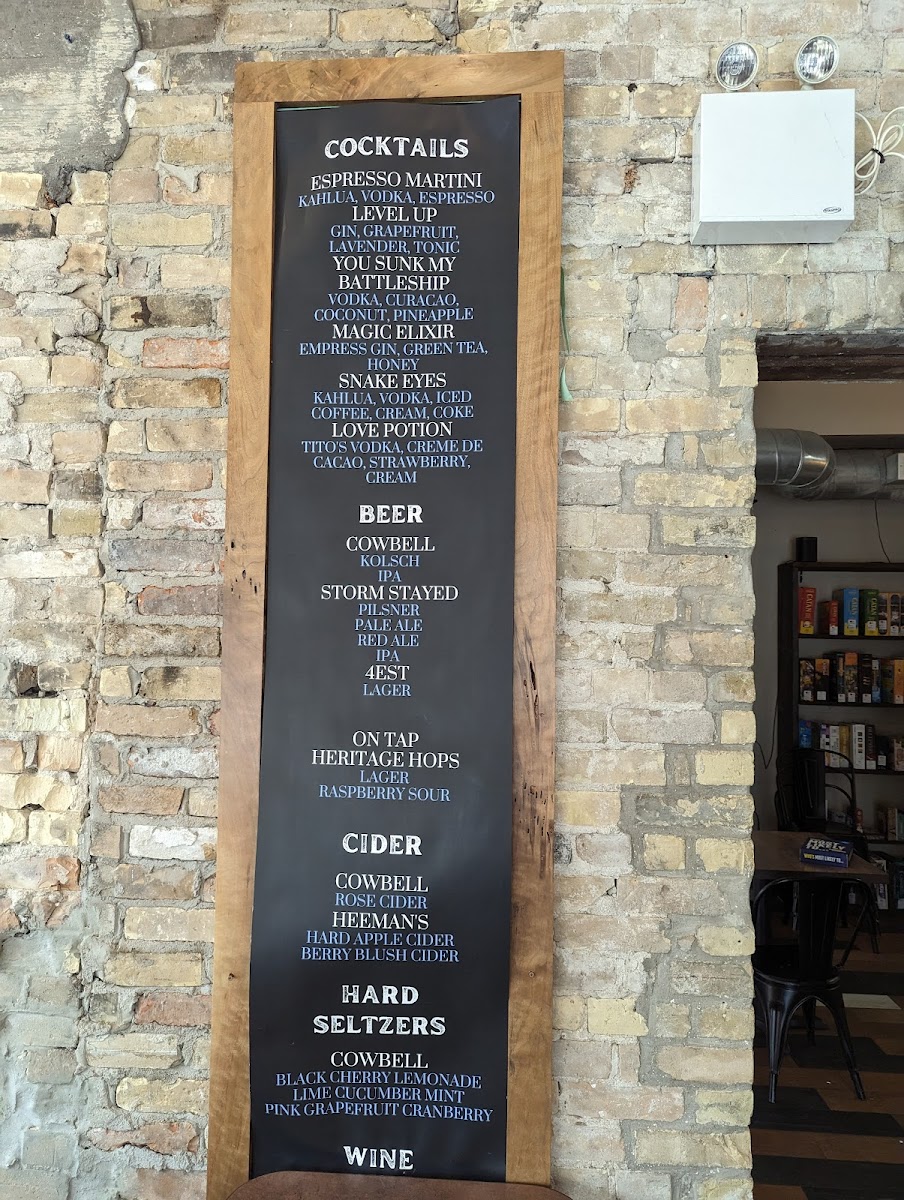 COCKTAILS
ESPRESSO MARTINI
KAHLUA, VODKA, ESPRESSO
LEVEL UP
GIN, GRAPEFRUIT,
LAVENDER, TONIC
YOU SUNK MY
BATTLESHIP
VODKA, CURACAO,
COCONUT, PINEAPPLE
MAGIC ELIXIR
EMPRESS GIN, GREEN TEA,
HONEY
SNAKE EYES
KAHLUA, VODKA, ICED
COFFEE, CREAM, COKE
LOVE POTION
TITO'S VODKA, CREME DE
CACAO, STRAWBERRY,
CREAM
BEER
COWBELL
KOLSCH
IPA
STORM STAYED
PILSNER
PALE ALE
RED ALE
IPA
4EST
LAGER
ON TAP
HERITAGE HOPS
LAGER
RASPBERRY SOUR
CIDER
COWBELL
ROSE CIDER
HEEMAN'S
HARD APPLE CIDER
BERRY BLUSH CIDER
HARD
SELTZERS
COWBELL
BLACK CHERRY LEMONADE
LIME CUCUMBER MINT
PINK GRAPEFRUIT CRANBERRY
WINE
CATAN
CATAN